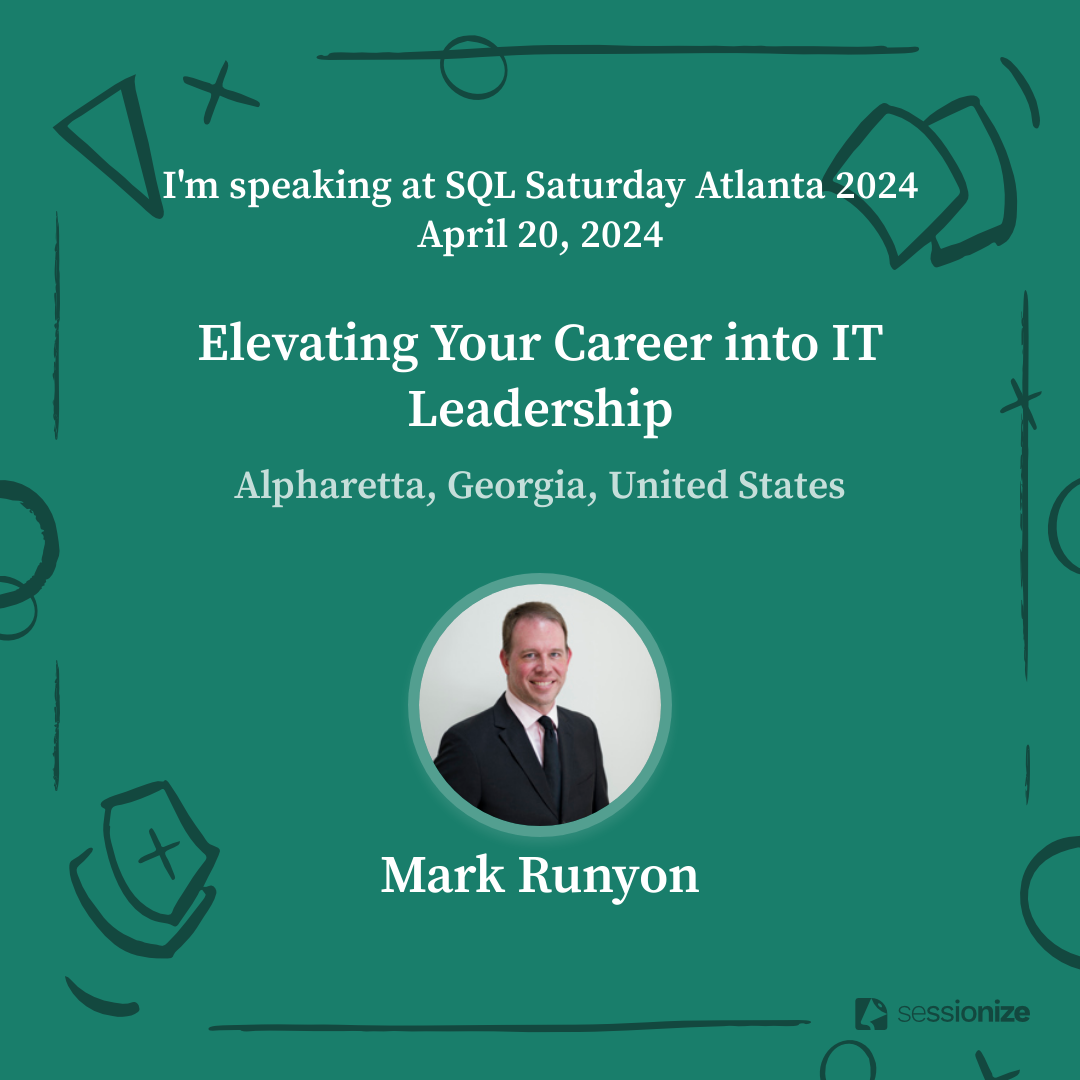 I'm speaking at SQL Saturday Atlanta 2024
April 20, 2024
Elevating Your Career into IT
Leadership
Alpharetta, Georgia, United States
Mark Runyon
sessionize